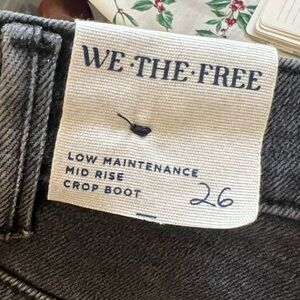 WE·THE·FREE
LOW MAINTENANCE
MID RISE
CROP BOOT 26